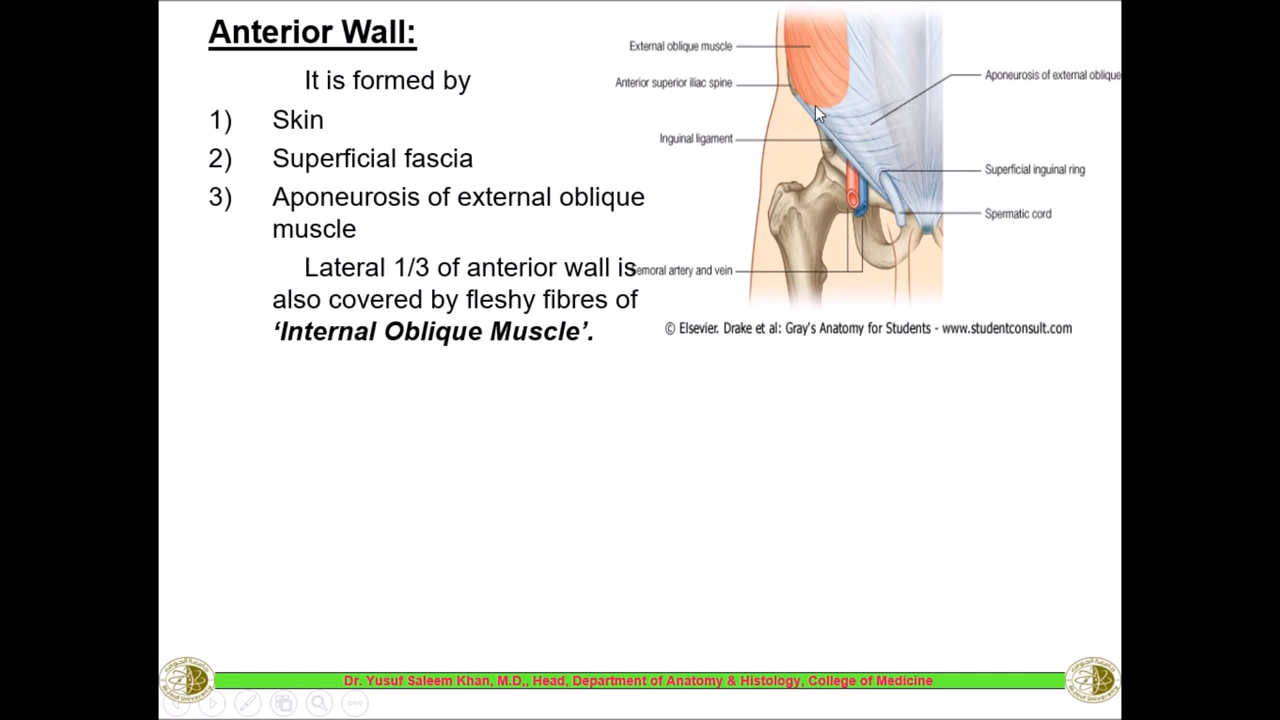 Anterior Wall:
It is formed by
1) Skin
2) Superficial fascia
3) Aponeurosis of external oblique
muscle
Lateral 1/3 of anterior wall is
also covered by fleshy fibres of
‘Internal Oblique Muscle’.
External oblique muscle
Anterior superior iliac spine
Inguinal ligament
emoral artery and vein
Aponeurosis of external oblique
Superficial inguinal ring
Spermatic cord
© Elsevier. Drake et al: Gray's Anatomy for Students - www.studentconsult.com
Dr. Yusuf Saleem Khan, M.D,, Head, Department of Anatomy & Histology, College of Medicine